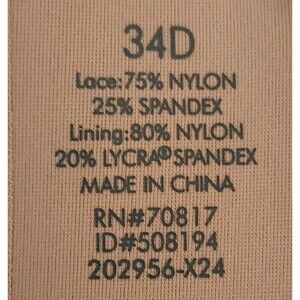 34D
Lace:75% NYLON
25% SPANDEX
Lining:80% NYLON
20% LYCRA® SPANDEX
MADE IN CHINA
RN#70817
ID#508194
202956-X24